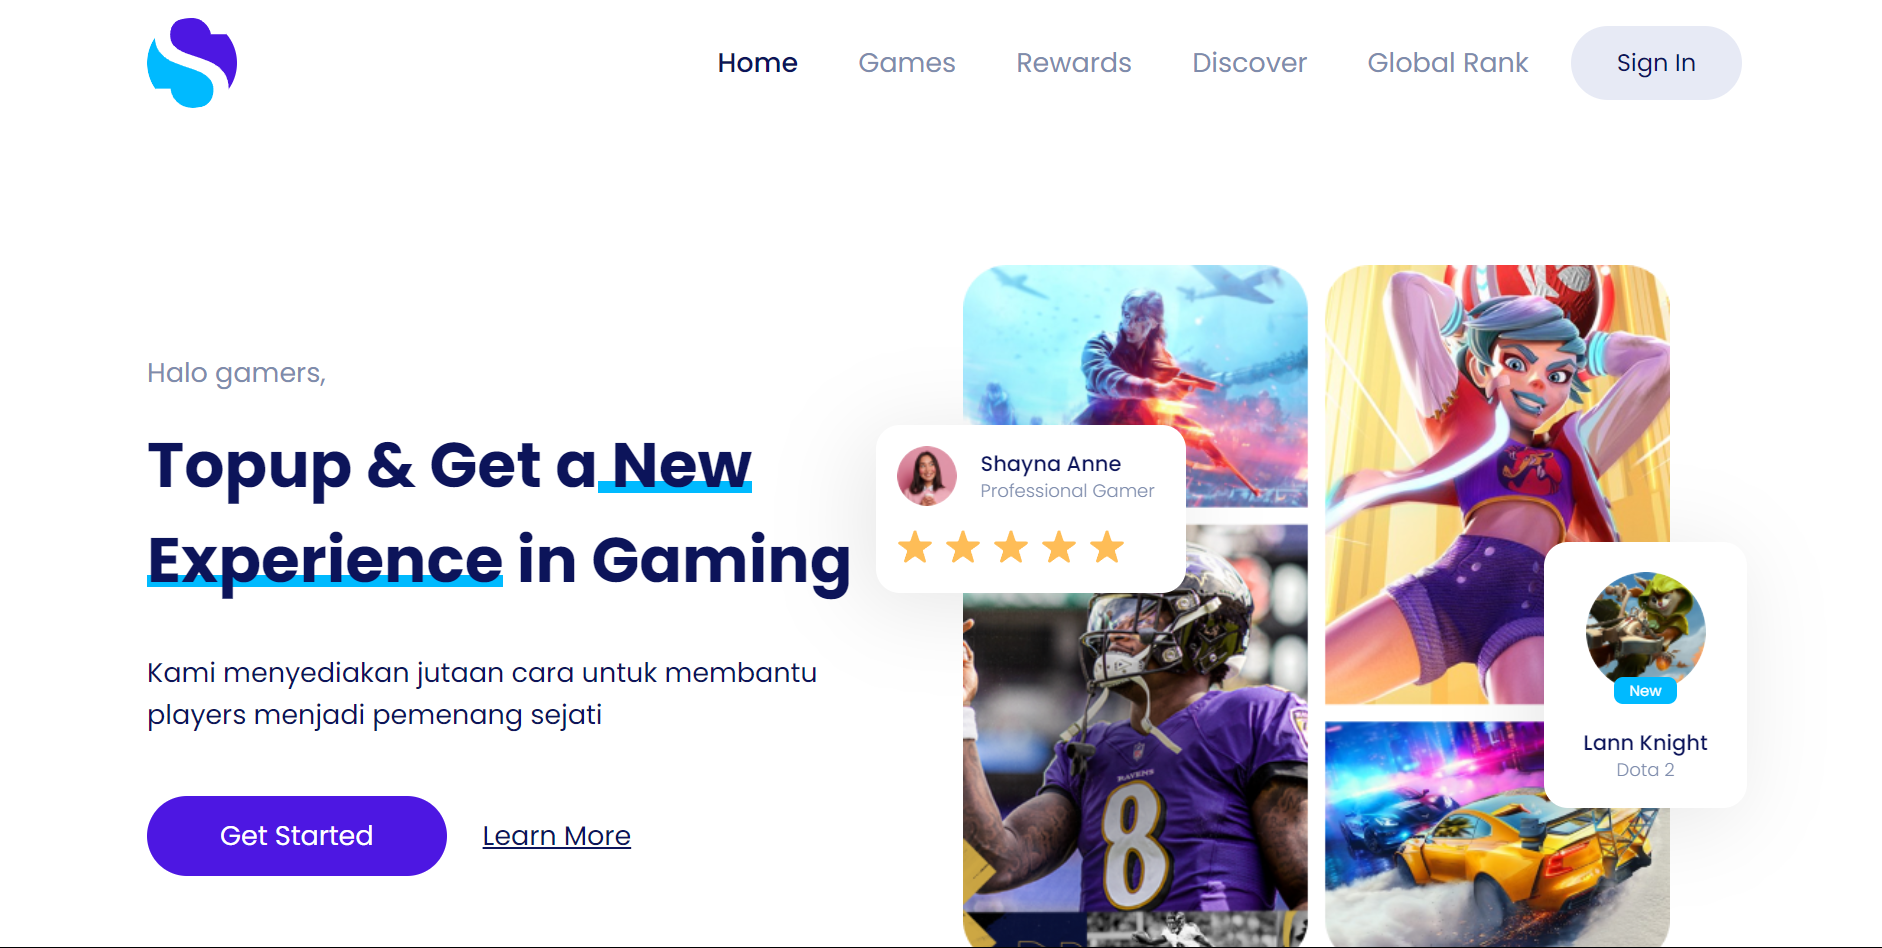 Home Games Rewards Discover Global Rank Sign In
Halo gamers,
Topup & Get a New
Experience in Gaming
Kami menyediakan jutaan cara untuk membantu
players menjadi pemenang sejati
Get Started Learn More
Shayna Anne
Professional Gamer
RAVENS
8
New
Lann Knight
Dota 2